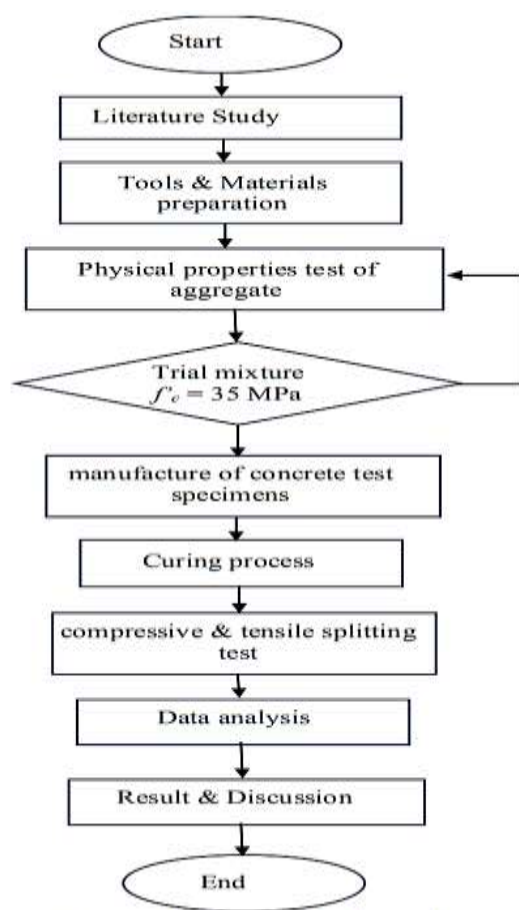 Start
Literature Study
Tools & Materials
preparation
Physical properties test of
aggregate
Trial mixture
f'c = 35 MPa
manufacture of concrete test
specimens
Curing process
compressive & tensile splitting
test
Data analysis
Result & Discussion
End